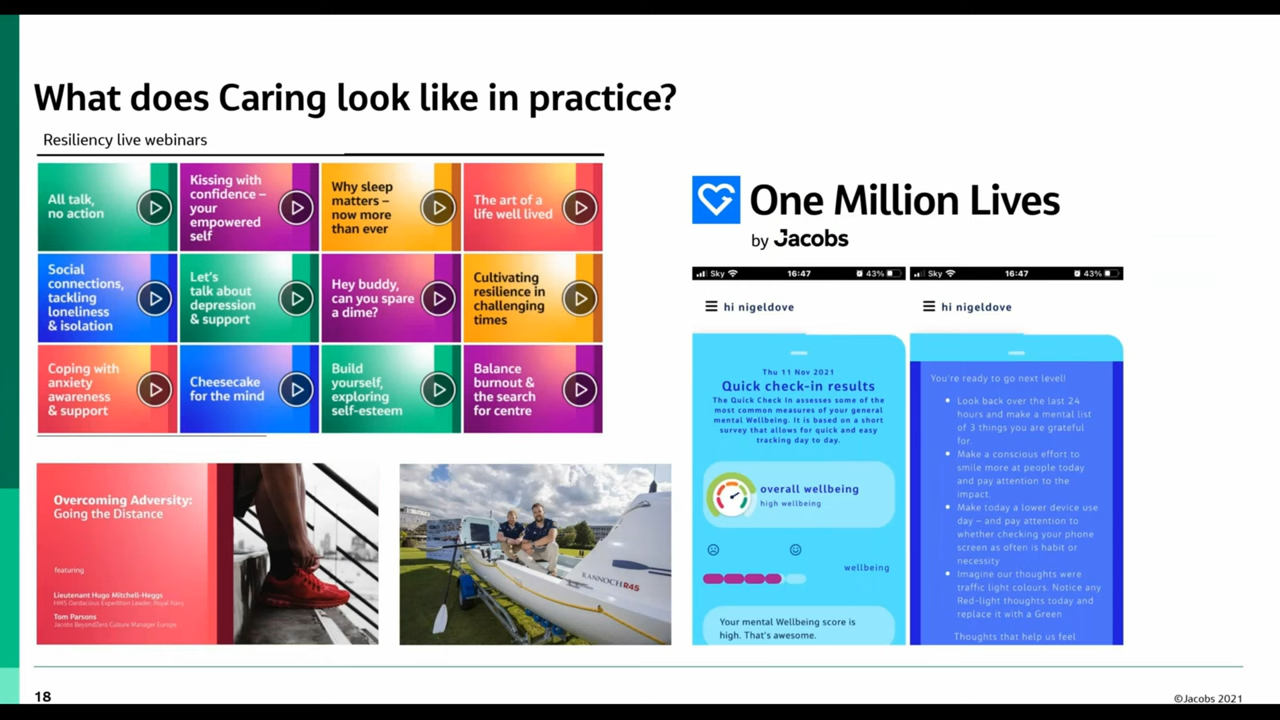 What does Caring look like in practice?
Resiliency live webinars
All talk,
no action
Kissing with
confidence –
your
empowered
self
Why sleep
matters –
now more
than ever
The art of a
life well lived
Social
connections,
tackling
loneliness
& isolation
Let's
talk about
depression
& support
Hey buddy,
can you spare
a dime?
Cultivating
resilience in
challenging
times
Coping with
anxiety
awareness
& support
Cheesecake
for the mind
Build
yourself,
exploring
self-esteem
Balance
burnout &
the search
for centre
Overcoming Adversity:
Going the Distance
featuring
Lieutenant Hugo Mitchell-Heggs
HMS Oardacious Expedition Leader, Royal Navy
Tom Parsons
Jacobs BeyondZero Culture Manager Europe
RANNOCH R45
One Million Lives
by Jacobs
Sky 16:47 43%
hi nigeldove
Thu 11 Nov 2021
Quick check-in results
The Quick Check In assesses some of the
most common measures of your general
mental Wellbeing. It is based on a short
survey that allows for quick and easy
tracking day to day.
overall wellbeing
high wellbeing
wellbeing
Your mental Wellbeing score is
high. That's awesome.
Sky 16:47 43%
hi nigeldove
You're ready to go next level!
• Look back over the last 24
hours and make a mental list
of 3 things you are grateful
for.
• Make a conscious effort to
smile more at people today
and pay attention to the
impact.
• Make today a lower device use
day – and pay attention to
whether checking your phone
screen as often is habit or
necessity
• Imagine our thoughts were
traffic light colours. Notice any
Red-light thoughts today and
replace it with a Green
Thoughts that help us feel
18
©Jacobs 2021